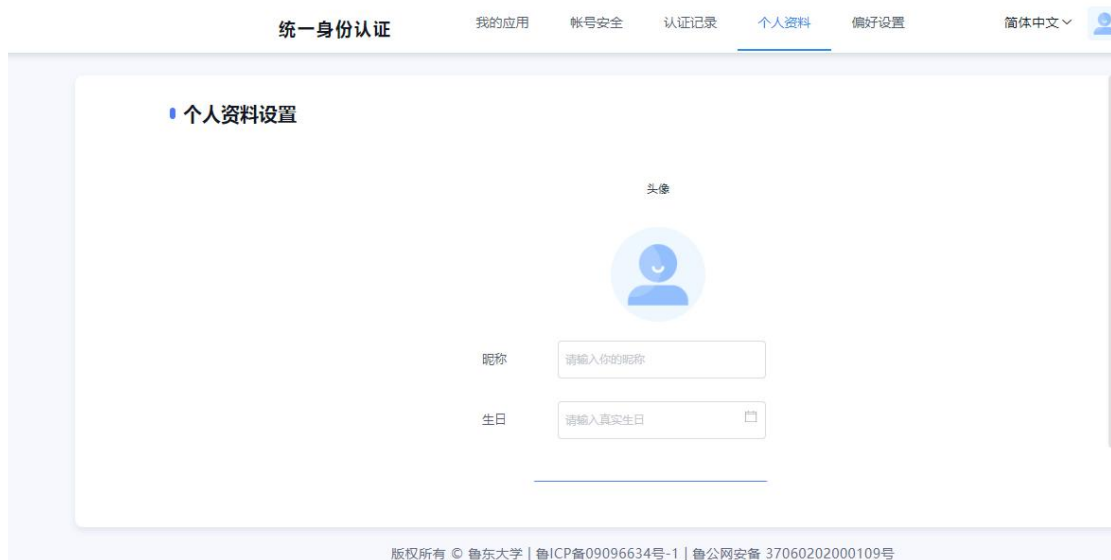 统一身份认证 我的应用 帐号安全 认证记录 个人资料 偏好设置 简体中文
个人资料设置
头像
昵称 请输入你的昵称
生日 请输入真实生日
版权所有 © 鲁东大学 | 鲁ICP备09096634号-1 | 鲁公网安备 37060202000109号